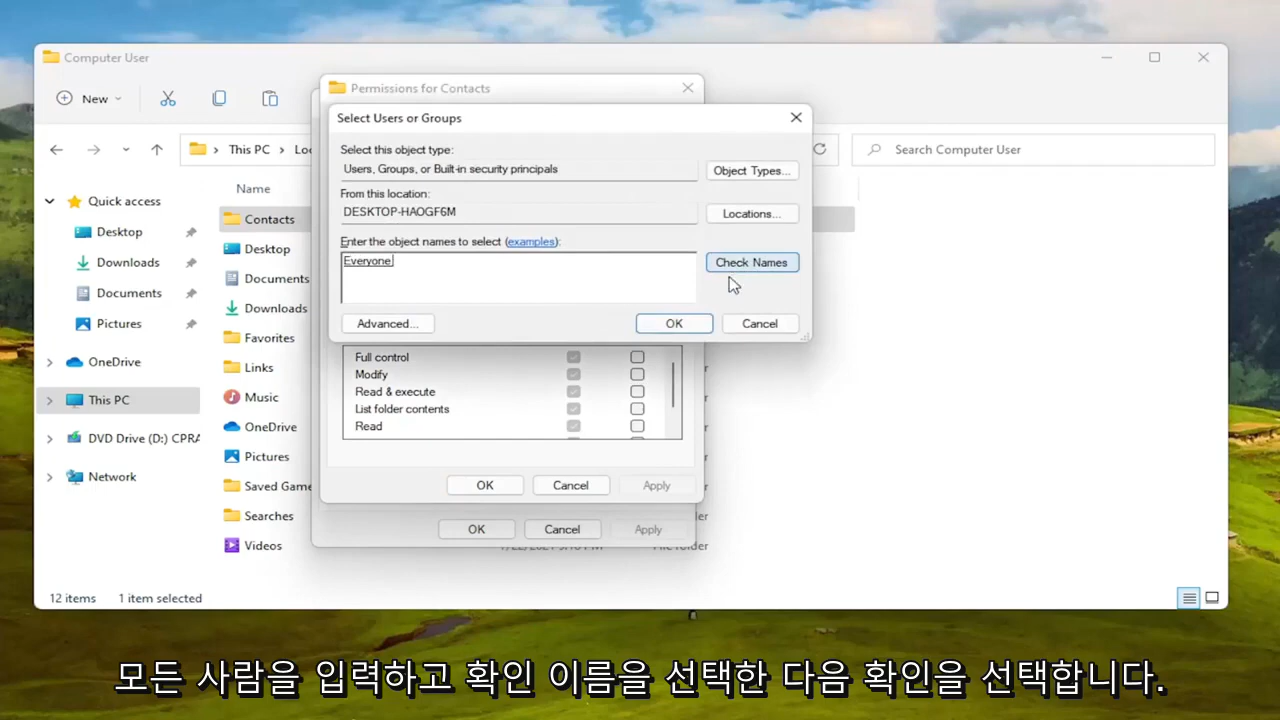 Computer User
New
Permissions for Contacts
Select Users or Groups
Select this object type:
Users, Groups, or Built-in security principals
Object Types...
From this location:
DESKTOP-HAOGF6M
Locations...
Enter the object names to select (examples):
Everyone
Check Names
Advanced...
OK
Cancel
This PC
Search Computer User
Name
Quick access
Desktop
Downloads
Documents
Pictures
OneDrive
This PC
DVD Drive (D:) CPRA
Network
Contacts
Desktop
Documents
Downloads
Favorites
Links
Music
OneDrive
Pictures
Saved Game
Searches
Videos
Full control
Modify
Read & execute
List folder contents
Read
OK
Cancel
Apply
OK
Cancel
Apply
12 items
1 item selected
모든 사람을 입력하고 확인 이름을 선택한 다음 확인을 선택합니다.